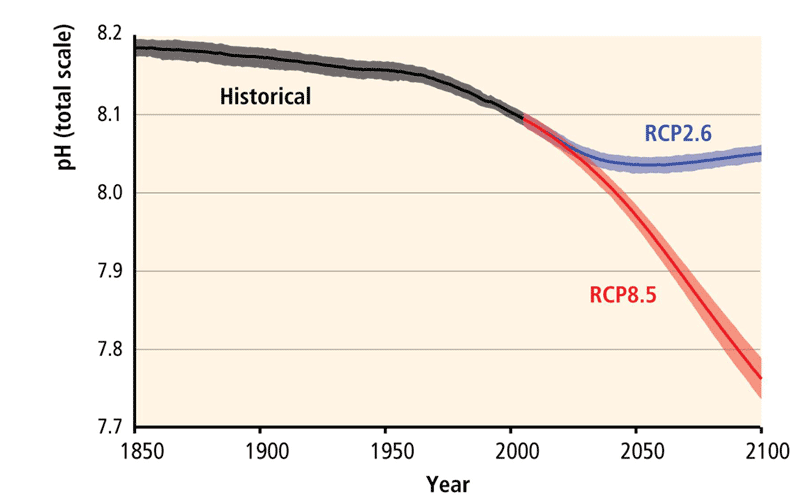 8.2
8.1
8.0
7.9
7.8
7.7
pH (total scale)
Historical
RCP2.6
RCP8.5
1850 1900 1950 2000 2050 2100
Year